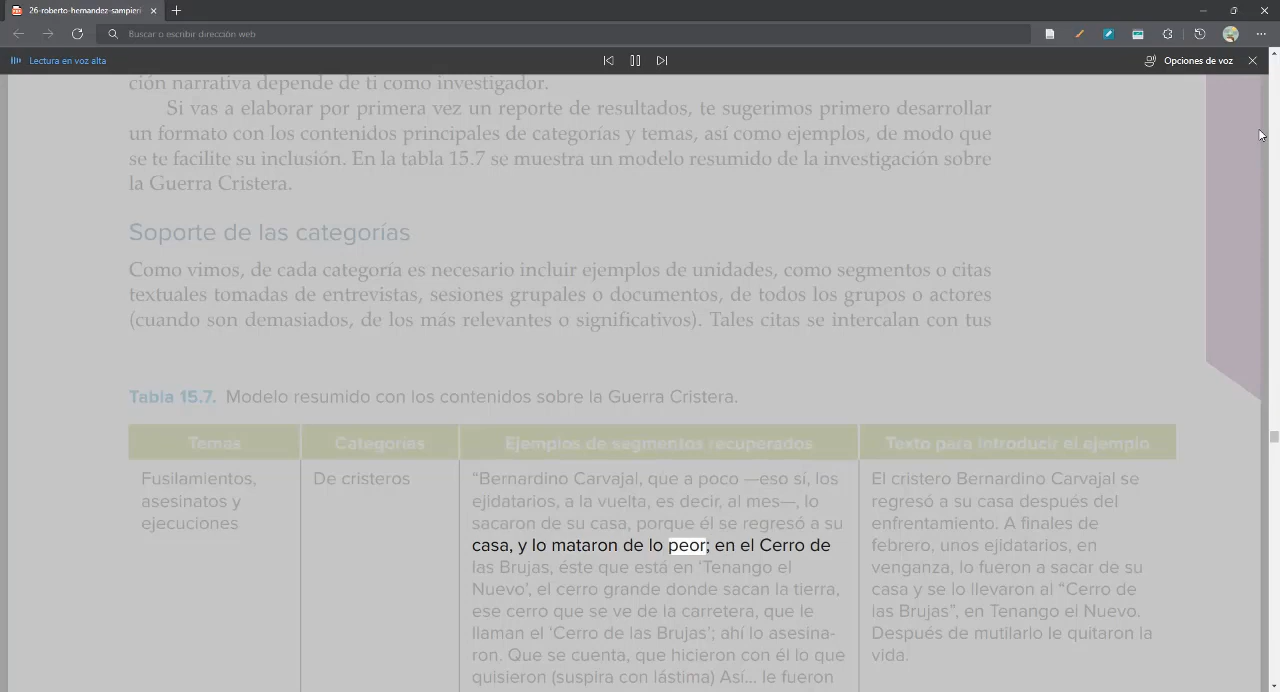 26-roberto-hernandez-sampieri
Buscar o escribir dirección web
Lectura en voz alta
Opciones de voz
ción narrativa depende de ti como investigador.
Si vas a elaborar por primera vez un reporte de resultados, te sugerimos primero desarrollar
un formato con los contenidos principales de categorías y temas, así como ejemplos, de modo que
se te facilite su inclusión. En la tabla 15.7 se muestra un modelo resumido de la investigación sobre
la Guerra Cristera.
Soporte de las categorías
Como vimos, de cada categoría es necesario incluir ejemplos de unidades, como segmentos o citas
textuales tomadas de entrevistas, sesiones grupales o documentos, de todos los grupos o actores
(cuando son demasiados, de los más relevantes o significativos). Tales citas se intercalan con tus
Tabla 15.7. Modelo resumido con los contenidos sobre la Guerra Cristera.
Temas
Categorías
Ejemplos de segmentos recuperados
Texto para introducir el ejemplo
Fusilamientos,
asesinatos y
ejecuciones
De cristeros
“Bernardino Carvajal, que a poco —eso sí, los
ejidatarios, a la vuelta, es decir, al mes—, lo
sacaron de su casa, porque él se regresó a su
casa, y lo mataron de lo peor; en el Cerro de
las Brujas, éste que está en ‘Tenango el
Nuevo’, el cerro grande donde sacan la tierra,
ese cerro que se ve de la carretera, que le
llaman el ‘Cerro de las Brujas’; ahí lo asesina-
ron. Que se cuenta, que hicieron con él lo que
quisieron (suspira con lástima) Así... le fueron
El cristero Bernardino Carvajal se
regresó a su casa después del
enfrentamiento. A finales de
febrero, unos ejidatarios, en
venganza, lo fueron a sacar de su
casa y se lo llevaron al “Cerro de
las Brujas”, en Tenango el Nuevo.
Después de mutilarlo le quitaron la
vida.